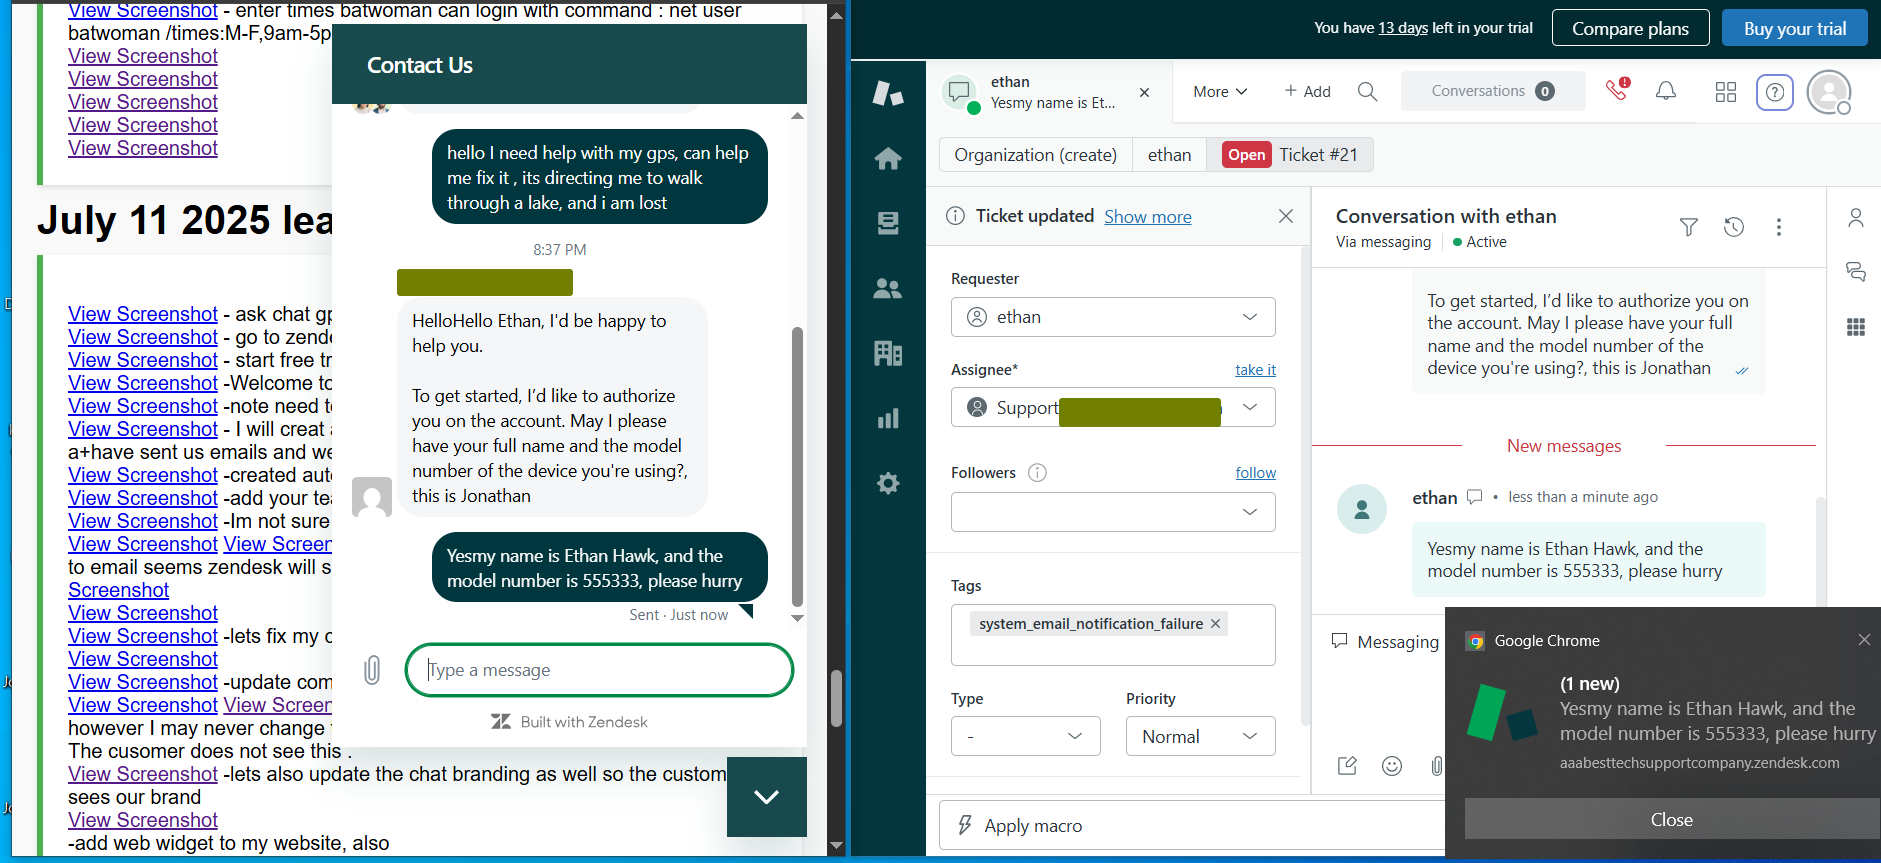 View Screenshot - enter times batwoman can login with command : net user
batwoman /times:M-F,9am-5p
View Screenshot
View Screenshot
View Screenshot
View Screenshot
View Screenshot
July 11 2025 lea
View Screenshot - ask chat gp
View Screenshot - go to zende
View Screenshot - start free tr
View Screenshot -Welcome to
View Screenshot -note need to
View Screenshot - I will creat a
a+have sent us emails and we
View Screenshot -created auto
View Screenshot -add your tea
View Screenshot -Im not sure
View Screenshot View Screen
to email seems zendesk will s
Screenshot
View Screenshot
View Screenshot -lets fix my c
View Screenshot
View Screenshot -update com
View Screenshot View Screen
however I may never change
The cusomer does not see this .
View Screenshot -lets also update the chat branding as well so the custom
sees our brand
View Screenshot
-add web widget to my website, also
Contact Us
hello I need help with my gps, can help
me fix it , its directing me to walk
through a lake, and i am lost
8:37 PM
HelloHello Ethan, I'd be happy to
help you.
To get started, I'd like to authorize
you on the account. May I please
have your full name and the model
number of the device you're using?,
this is Jonathan
Yesmy name is Ethan Hawk, and the
model number is 555333, please hurry
Sent · Just now
Type a message
Built with Zendesk
You have 13 days left in your trial
Compare plans
Buy your trial
ethan
Yesmy name is Et...
More
+ Add
Conversations 0
Organization (create)
ethan
Open Ticket #21
Ticket updated Show more
Requester
ethan
Assignee*
take it
Support
Followers
follow
Tags
system_email_notification_failure
Type
Priority
-
Normal
Apply macro
Conversation with ethan
Via messaging
Active
To get started, I'd like to authorize you on
the account. May I please have your full
name and the model number of the
device you're using?, this is Jonathan
New messages
ethan • less than a minute ago
Yesmy name is Ethan Hawk, and the
model number is 555333, please hurry
Messaging
Google Chrome
(1 new)
Yesmy name is Ethan Hawk, and the
model number is 555333, please hurry
aaabesttechsupportcompany.zendesk.com
Close